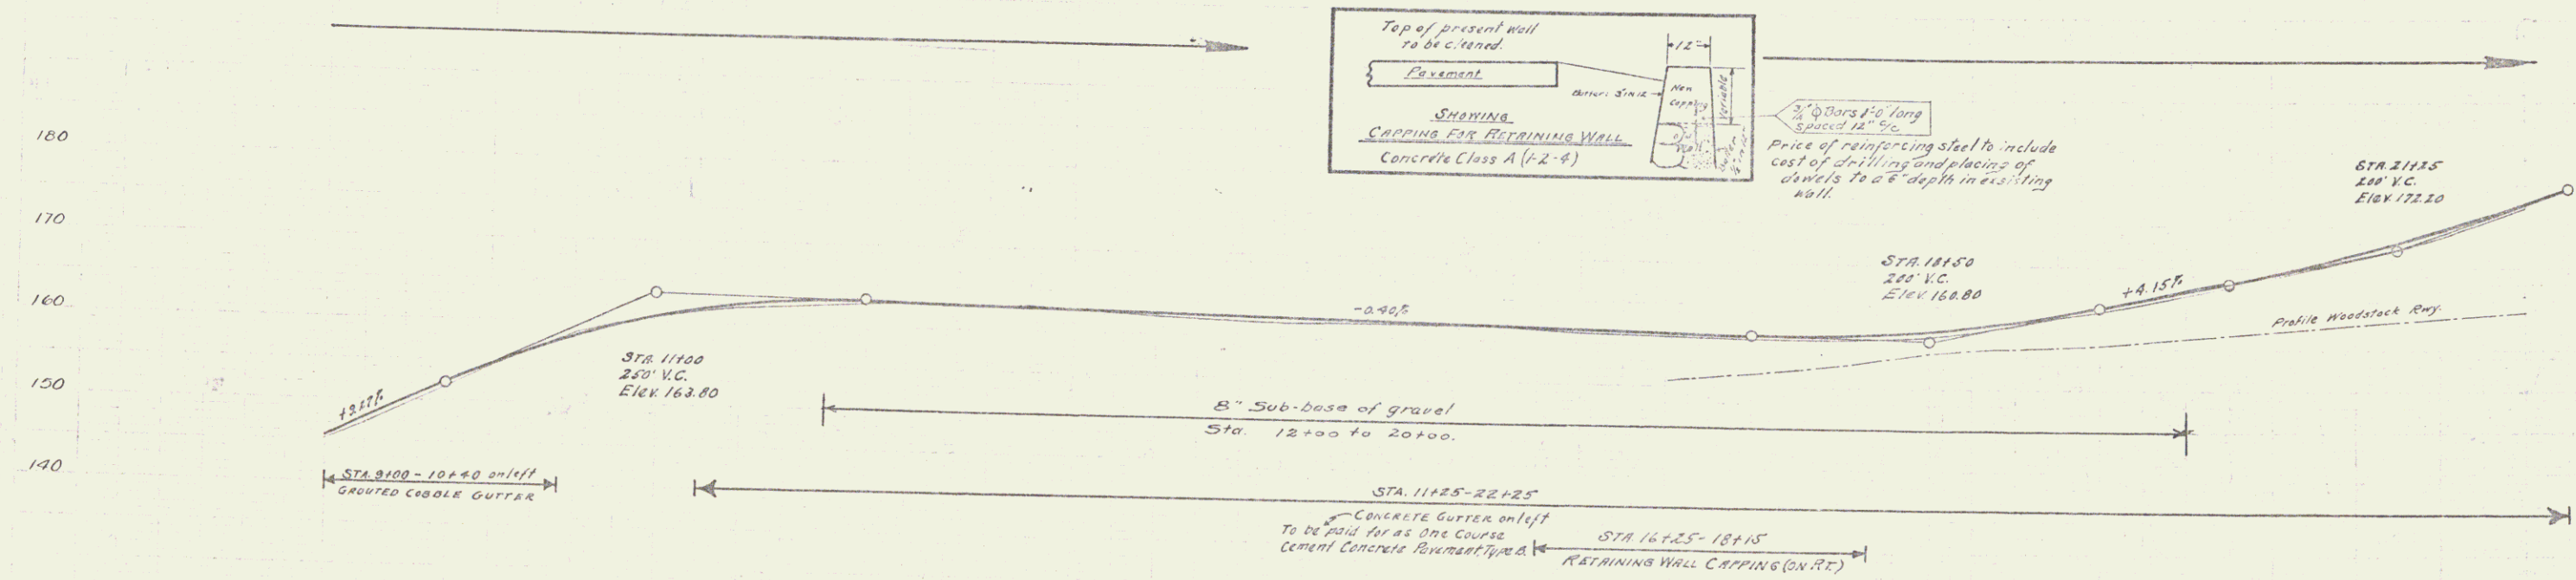 Top of present wall
to be cleaned.
12"
Pavement
Batter: 3"IN 12
New
Capping
Variable
SHOWING
CAPPING FOR RETAINING WALL
Concrete Class A (1-2-4)
Bars 1'-0" long
spaced 12" c/c
Price of reinforcing steel to include
cost of drilling and placing of
dowels to a 6" depth in exsisting
wall.
180
170
160
150
140
STA. 21+25
200' V.C.
Elev. 172.20
STA. 18+50
200' V.C.
Elev. 160.80
+4.15%
-0.40%
Profile Woodstock Rwy.
STA. 11+00
250' V.C.
Elev. 163.80
8" Sub-base of gravel
Sta. 12+00 to 20+00.
STA. 9+00 - 10+40 on left
GROUTED COBBLE GUTTER
STA. 11+25-22+25
CONCRETE GUTTER on left
To be paid for as One Course
Cement Concrete Pavement, Type B.
STA. 16+25 - 18+15
RETAINING WALL CAPPING (ON RT.)